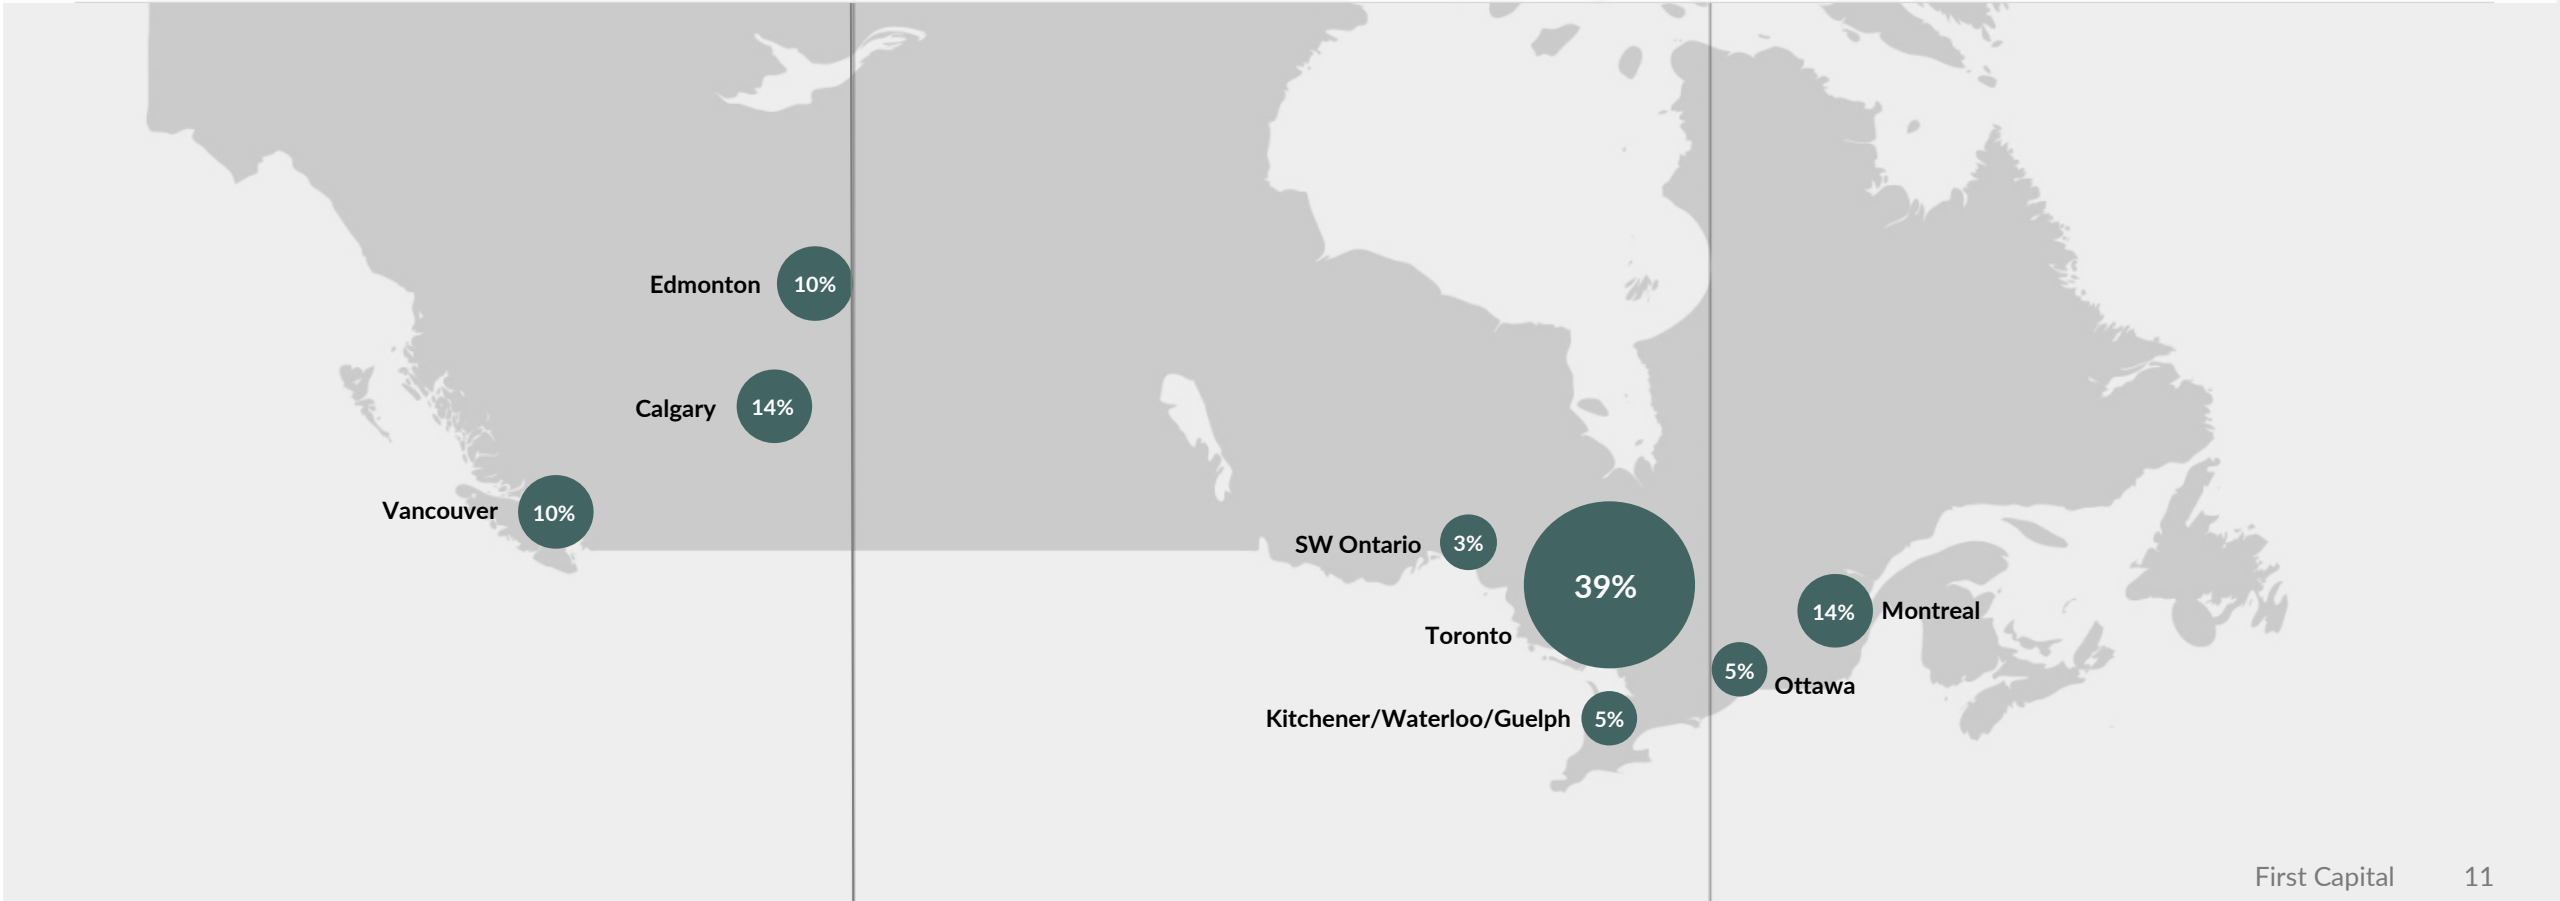 Edmonton 10%
Calgary 14%
Vancouver 10%
SW Ontario 3%
39%
Toronto
14% Montreal
5% Ottawa
Kitchener/Waterloo/Guelph 5%
First Capital 11